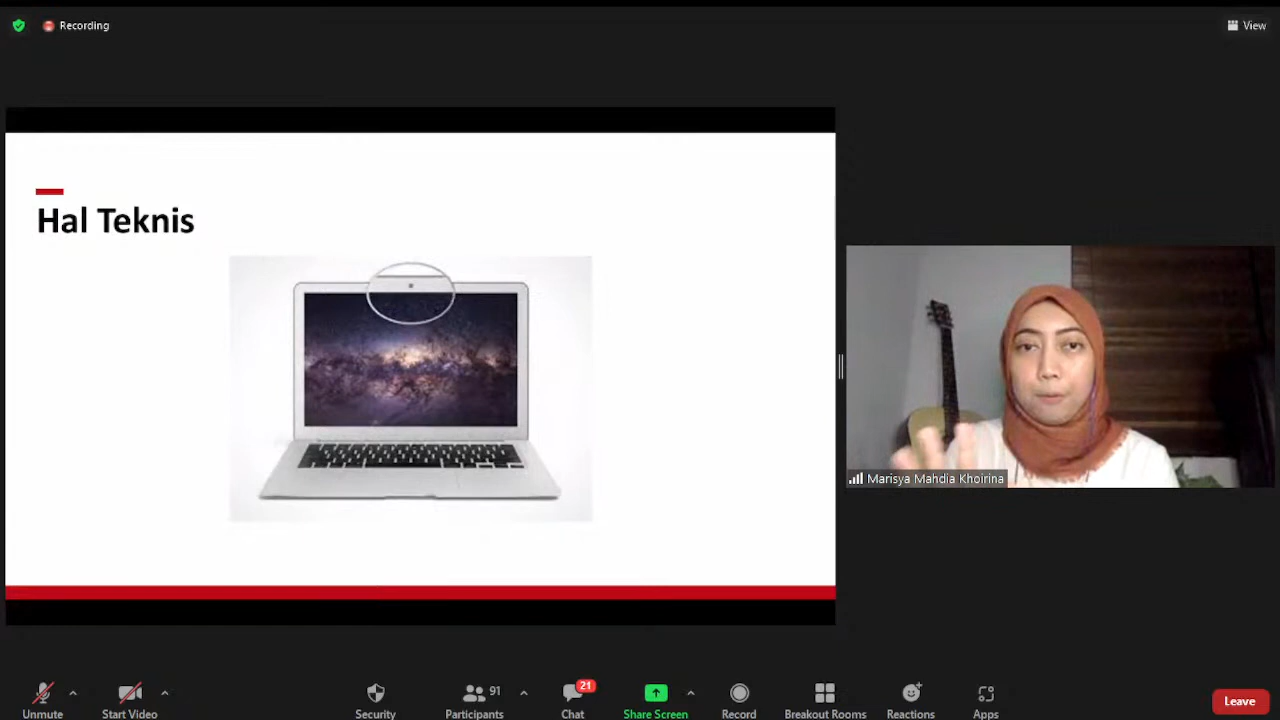 Recording
View
Hal Teknis
Marisya Mahdia Khoirina
Unmute
Start Video
Security
91
Participants
21
Chat
Share Screen
Record
Breakout Rooms
Reactions
Apps
Leave